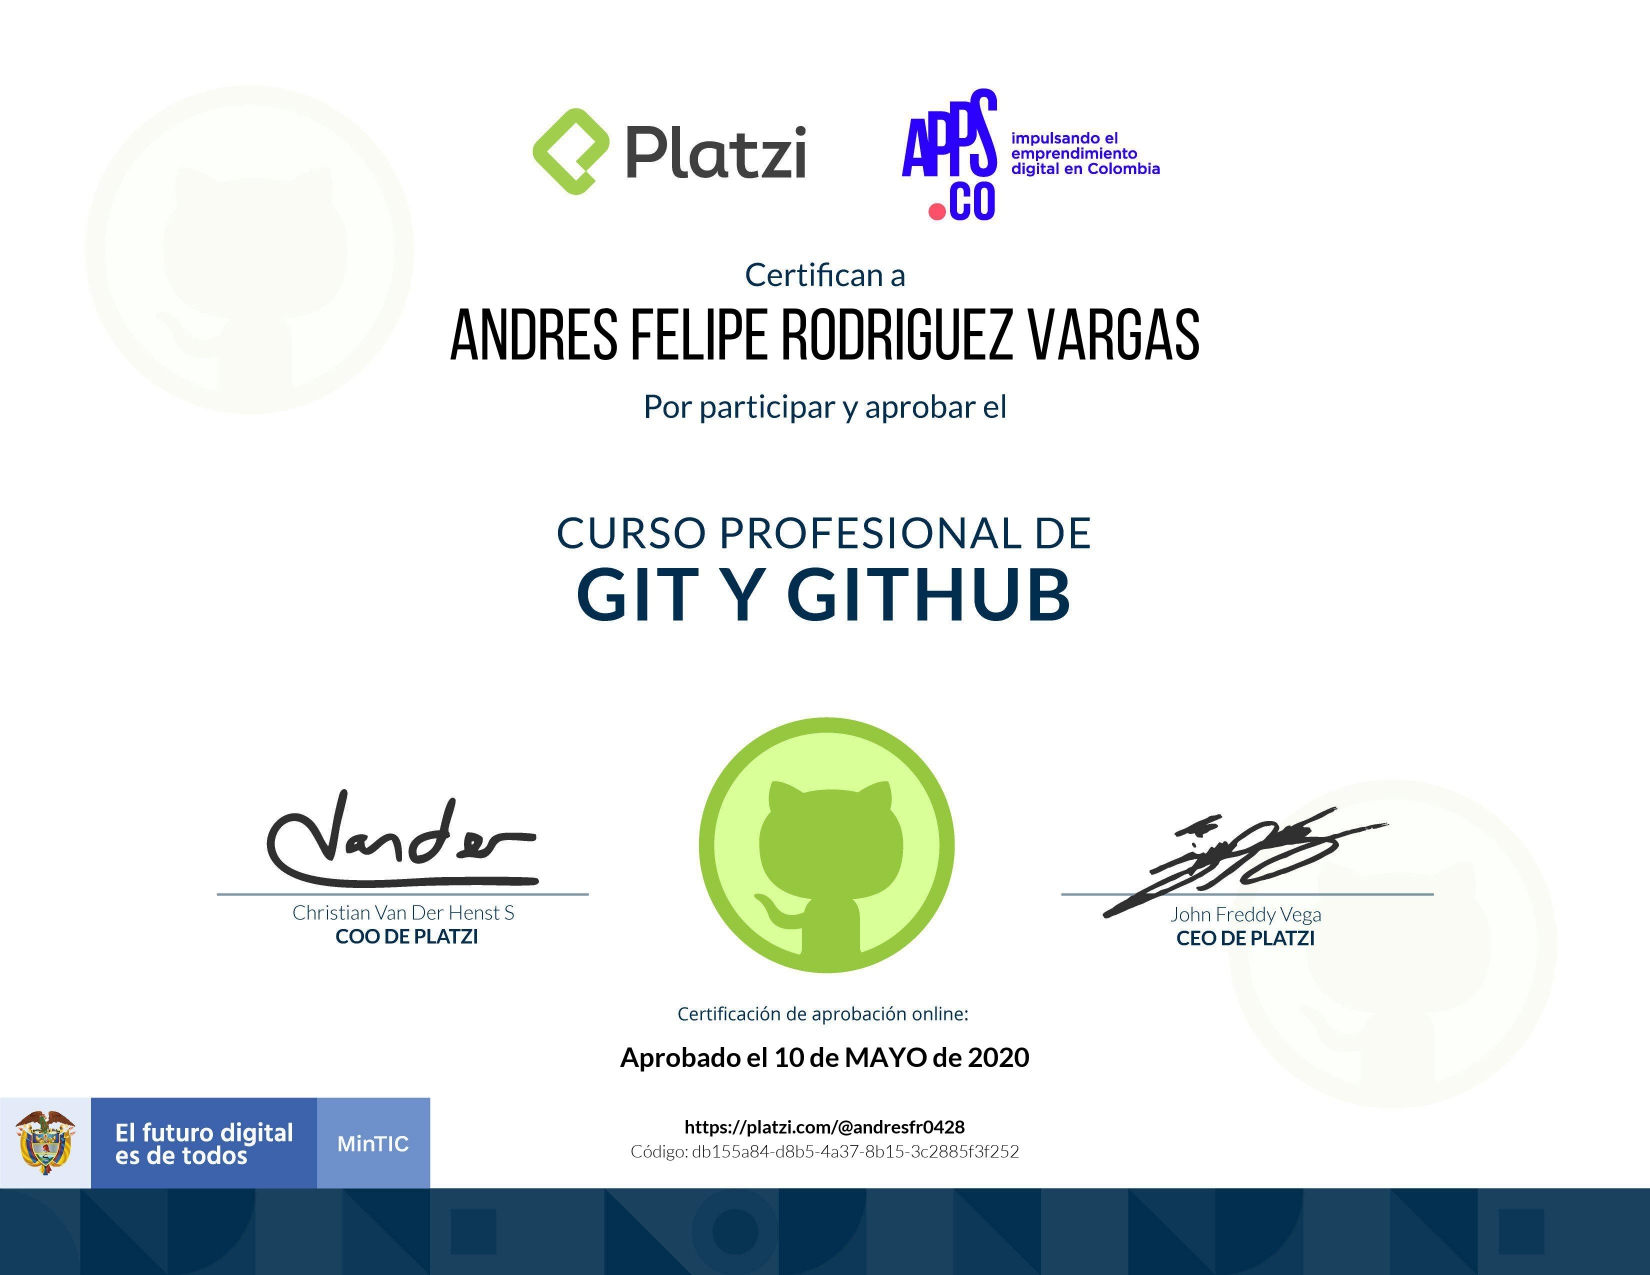 Platzi
APPS
.CO
impulsando el
emprendimiento
digital en Colombia
Certifican a
ANDRES FELIPE RODRIGUEZ VARGAS
Por participar y aprobar el
CURSO PROFESIONAL DE
GIT Y GITHUB
Vander
Christian Van Der Henst S
COO DE PLATZI
John Freddy Vega
CEO DE PLATZI
Certificación de aprobación online:
Aprobado el 10 de MAYO de 2020
El futuro digital
es de todos
MinTIC
https://platzi.com/@andresfr0428
Código: db155a84-d8b5-4a37-8b15-3c2885f3f252